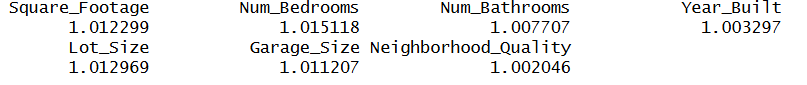 Square_Footage Num_Bedrooms Num_Bathrooms Year_Built
1.012299 1.015118 1.007707 1.003297
Lot_Size Garage_Size Neighborhood_Quality
1.012969 1.011207 1.002046